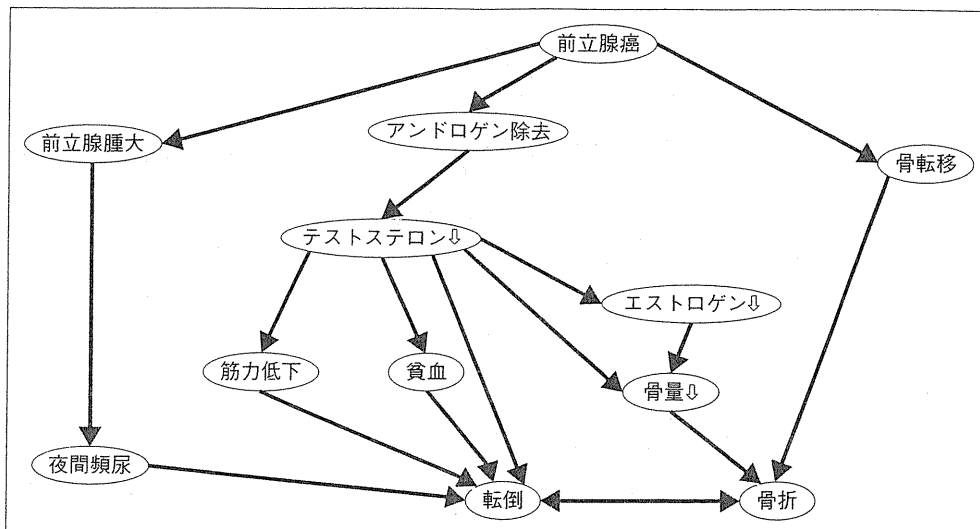 前立腺癌
アンドロゲン除去
前立腺腫大
骨転移
テストステロン⇩
エストロゲン⇩
筋力低下
貧血
骨量⇩
夜間頻尿
転倒
骨折